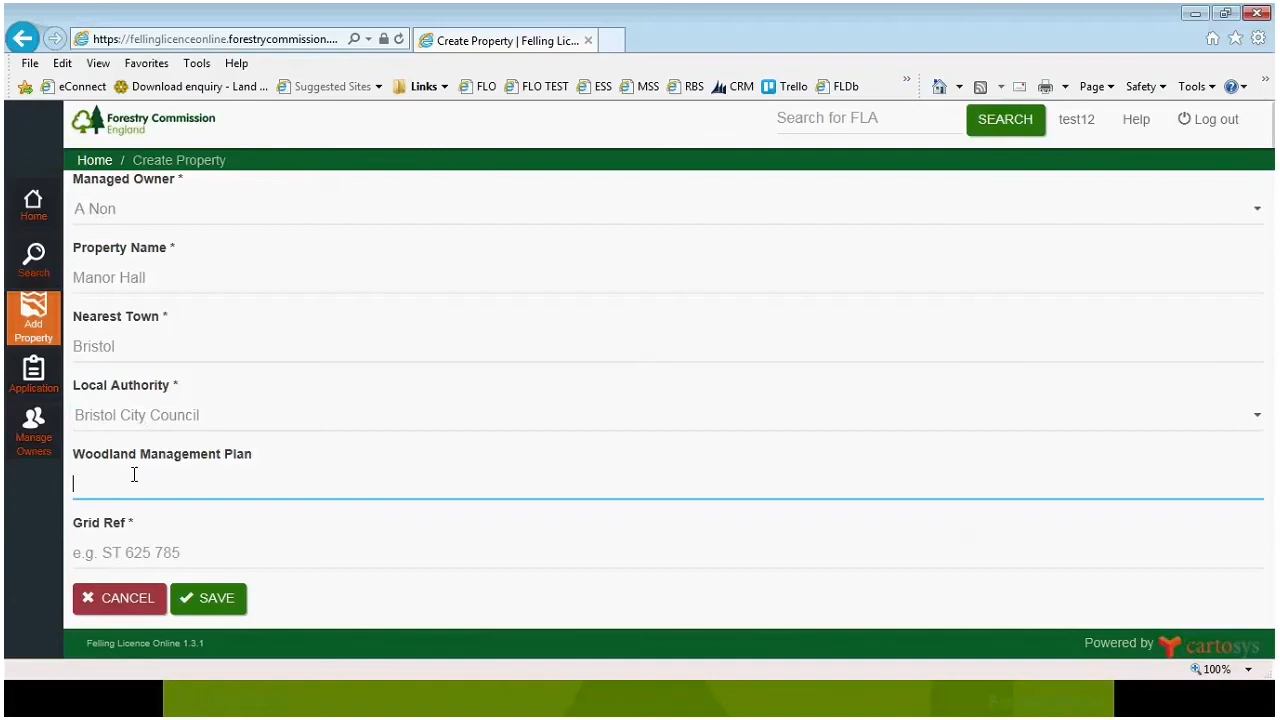 https://fellinglicenceonline.forestrycommission....
Create Property | Felling Lic...
File Edit View Favorites Tools Help
eConnect Download enquiry - Land ... Suggested Sites Links FLO FLO TEST ESS MSS RBS CRM Trello FLDb » Page Safety Tools »
Forestry Commission
England
Search for FLA SEARCH test12 Help Log out
Home / Create Property
Managed Owner *
A Non
Property Name *
Manor Hall
Nearest Town *
Bristol
Local Authority *
Bristol City Council
Woodland Management Plan
Grid Ref *
e.g. ST 625 785
CANCEL SAVE
Home
Search
Add
Property
Application
Manage
Owners
Felling Licence Online 1.3.1
Powered by cartosys
100%